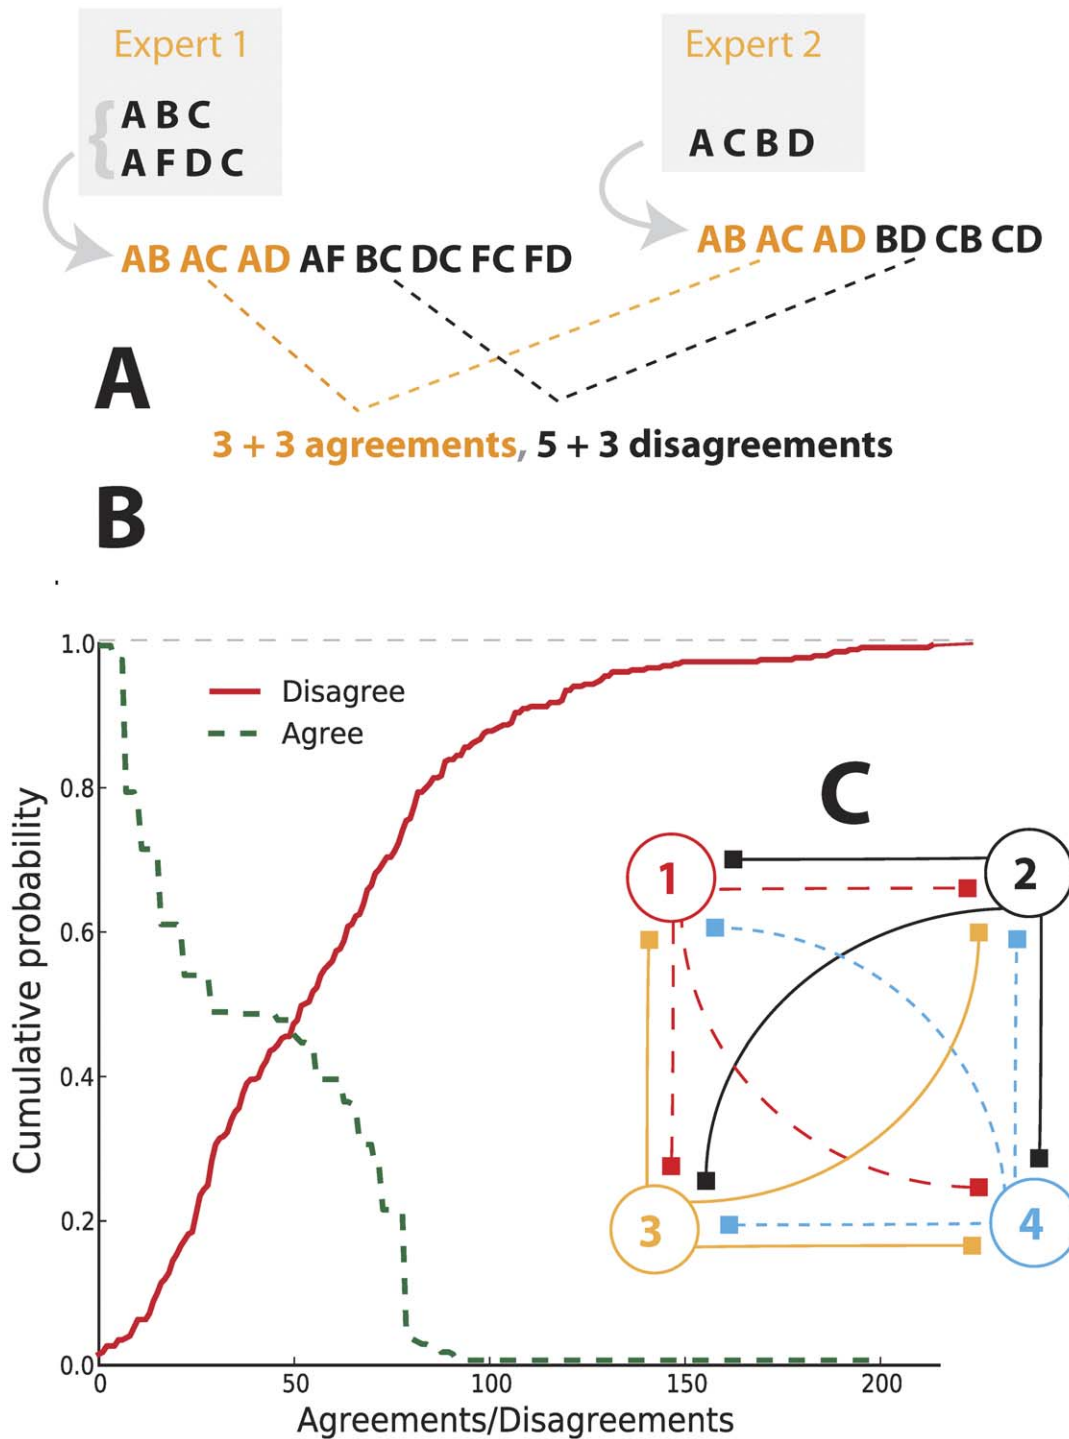 Expert 1
A B C
A F D C
Expert 2
A C B D
AB AC AD AF BC DC FC FD
AB AC AD BD CB CD
A
3 + 3 agreements, 5 + 3 disagreements
B
1.0
0.8
0.6
0.4
0.2
0.0
Cumulative probability
Disagree
Agree
0
50
100
150
200
Agreements/Disagreements
C
1
2
3
4